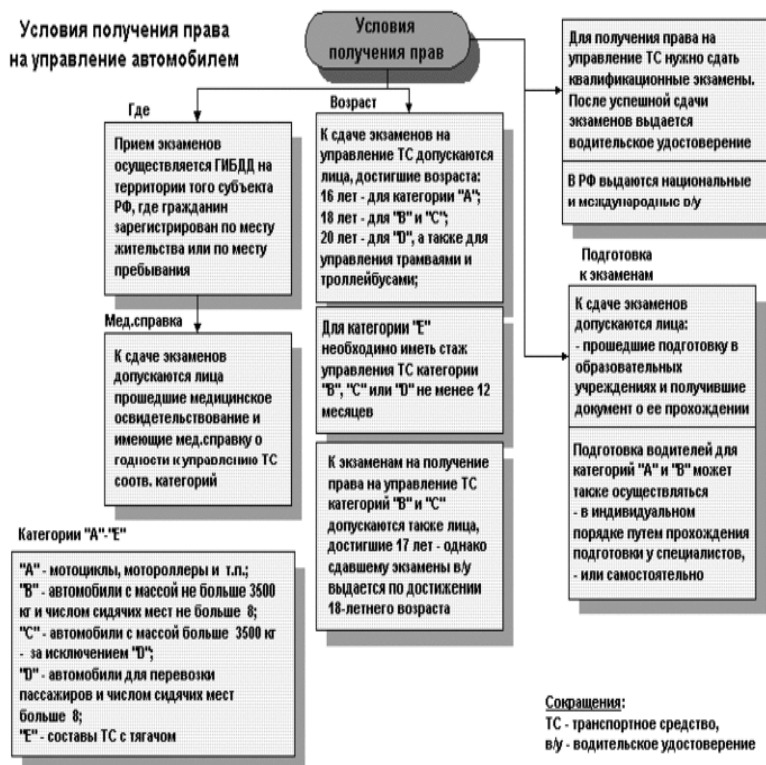 Условия получения права
на управление автомобилем
Условия
получения прав
Где
Прием экзаменов
осуществляется ГИБДД на
территории того субъекта
РФ, где гражданин
зарегистрирован по месту
жительства или по месту
пребывания
Мед.справка
К сдаче экзаменов
допускаются лица
прошедшие медицинское
освидетельствование и
имеющие мед.справку о
годности к управлению ТС
соотв. категорий
Возраст
К сдаче экзаменов на
управление ТС допускаются
лица, достигшие возраста:
16 лет - для категории "A";
18 лет - для "B" и "C";
20 лет - для "D", а также для
управления трамваями и
троллейбусами;
Для категории "E"
необходимо иметь стаж
управления ТС категории
"B", "C" или "D" не менее 12
месяцев
К экзаменам на получение
права на управление ТС
категорий "B" и "C"
допускаются также лица,
достигшие 17 лет - однако
сдавшему экзамены в/у
выдается по достижении
18-летнего возраста
Для получения права на
управление ТС нужно сдать
квалификационные экзамены.
После успешной сдачи
экзаменов выдается
водительское удостоверение
В РФ выдаются национальные
и международные в/у
Подготовка
к экзаменам
К сдаче экзаменов
допускаются лица:
- прошедшие подготовку в
образовательных
учреждениях и получившие
документ о ее прохождении
Подготовка водителей для
категорий "A" и "B" может
также осуществляться
- в индивидуальном
порядке путем прохождения
подготовки у специалистов,
- или самостоятельно
Категории "A"-"E"
"A" - мотоциклы, мотороллеры и т.п.;
"B" - автомобили с массой не больше 3500
кг и числом сидячих мест не больше 8;
"C" - автомобили с массой больше 3500 кг
- за исключением "D";
"D" - автомобили для перевозки
пассажиров и числом сидячих мест
больше 8;
"E" - составы ТС с тягачом
Сокращения:
ТС - транспортное средство,
в/у - водительское удостоверение